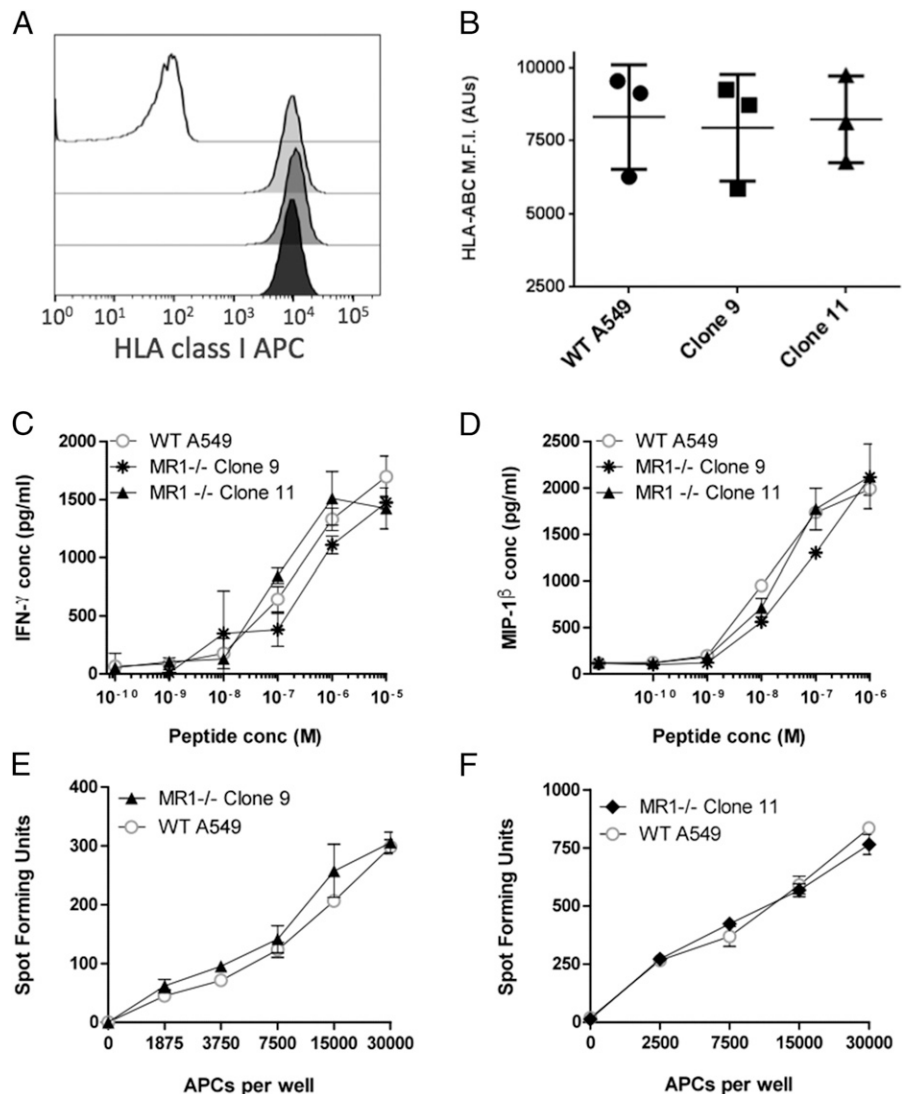 A
10⁰ 10¹ 10² 10³ 10⁴ 10⁵
HLA class I APC
B
HLA-ABC M.F.I. (AUs)
10000
7500
5000
2500
WT A549
Clone 9
Clone 11
C
WT A549
MR1-/- Clone 9
MR1 -/- Clone 11
IFN-γ conc (pg/ml)
2000
1500
1000
500
0
10⁻¹⁰ 10⁻⁹ 10⁻⁸ 10⁻⁷ 10⁻⁶ 10⁻⁵
Peptide conc (M)
D
WT A549
MR1-/- Clone 9
MR1 -/- Clone 11
MIP-1β conc (pg/ml)
2500
2000
1500
1000
500
0
10⁻¹⁰ 10⁻⁹ 10⁻⁸ 10⁻⁷ 10⁻⁶
Peptide conc (M)
E
MR1-/- Clone 9
WT A549
Spot Forming Units
400
300
200
100
0
0 1875 3750 7500 15000 30000
APCs per well
F
MR1-/- Clone 11
WT A549
Spot Forming Units
1000
750
500
250
0
0 2500 7500 15000 30000
APCs per well